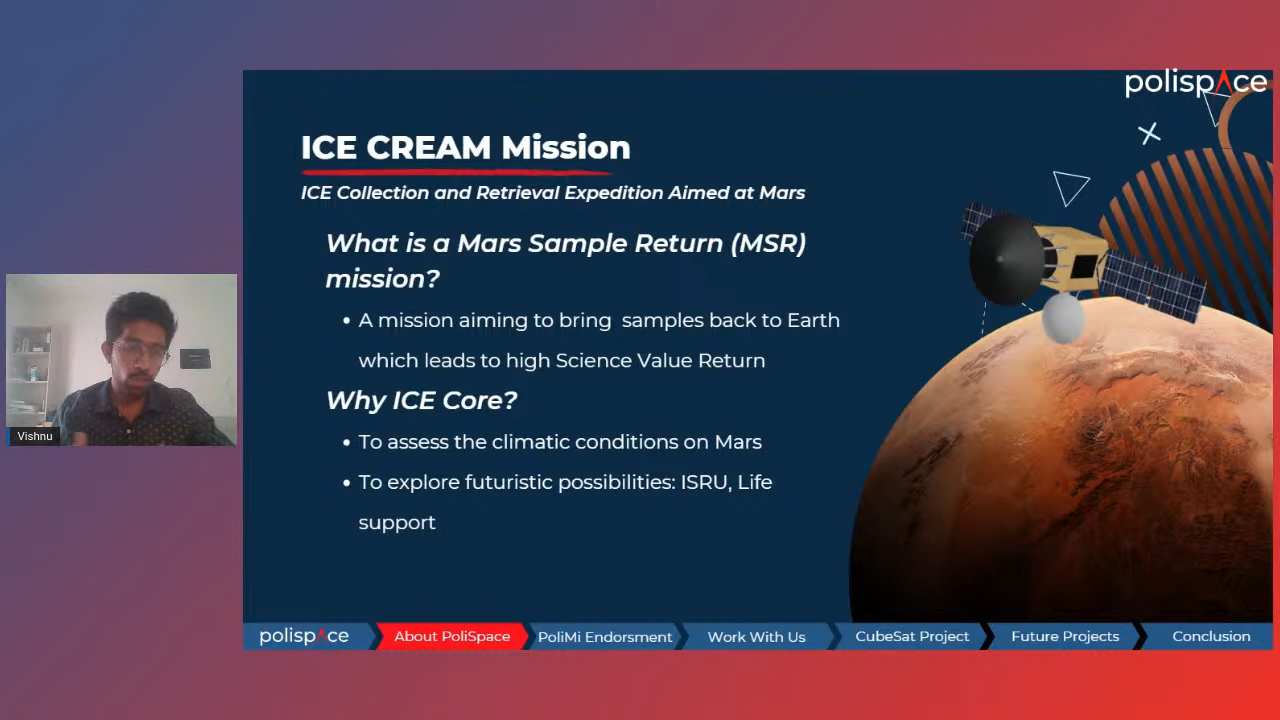 polispace
ICE CREAM Mission
ICE Collection and Retrieval Expedition Aimed at Mars
What is a Mars Sample Return (MSR)
mission?
• A mission aiming to bring  samples back to Earth
which leads to high Science Value Return
Why ICE Core?
• To assess the climatic conditions on Mars
• To explore futuristic possibilities: ISRU, Life
support
Vishnu
polispace
About PoliSpace
PoliMi Endorsment
Work With Us
CubeSat Project
Future Projects
Conclusion